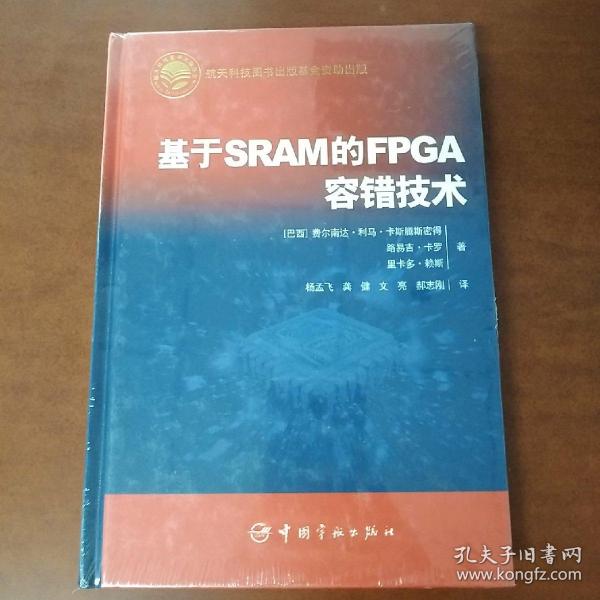 航天科技图书出版基金资助出版
基于SRAM的FPGA
容错技术
[巴西] 费尔南达·利马·卡斯腾斯密得
路易吉·卡罗 著
里卡多·赖斯
杨孟飞 龚健 文亮 郝志刚 译
中国宇航出版社
孔夫子旧书网
www.kongfz.com